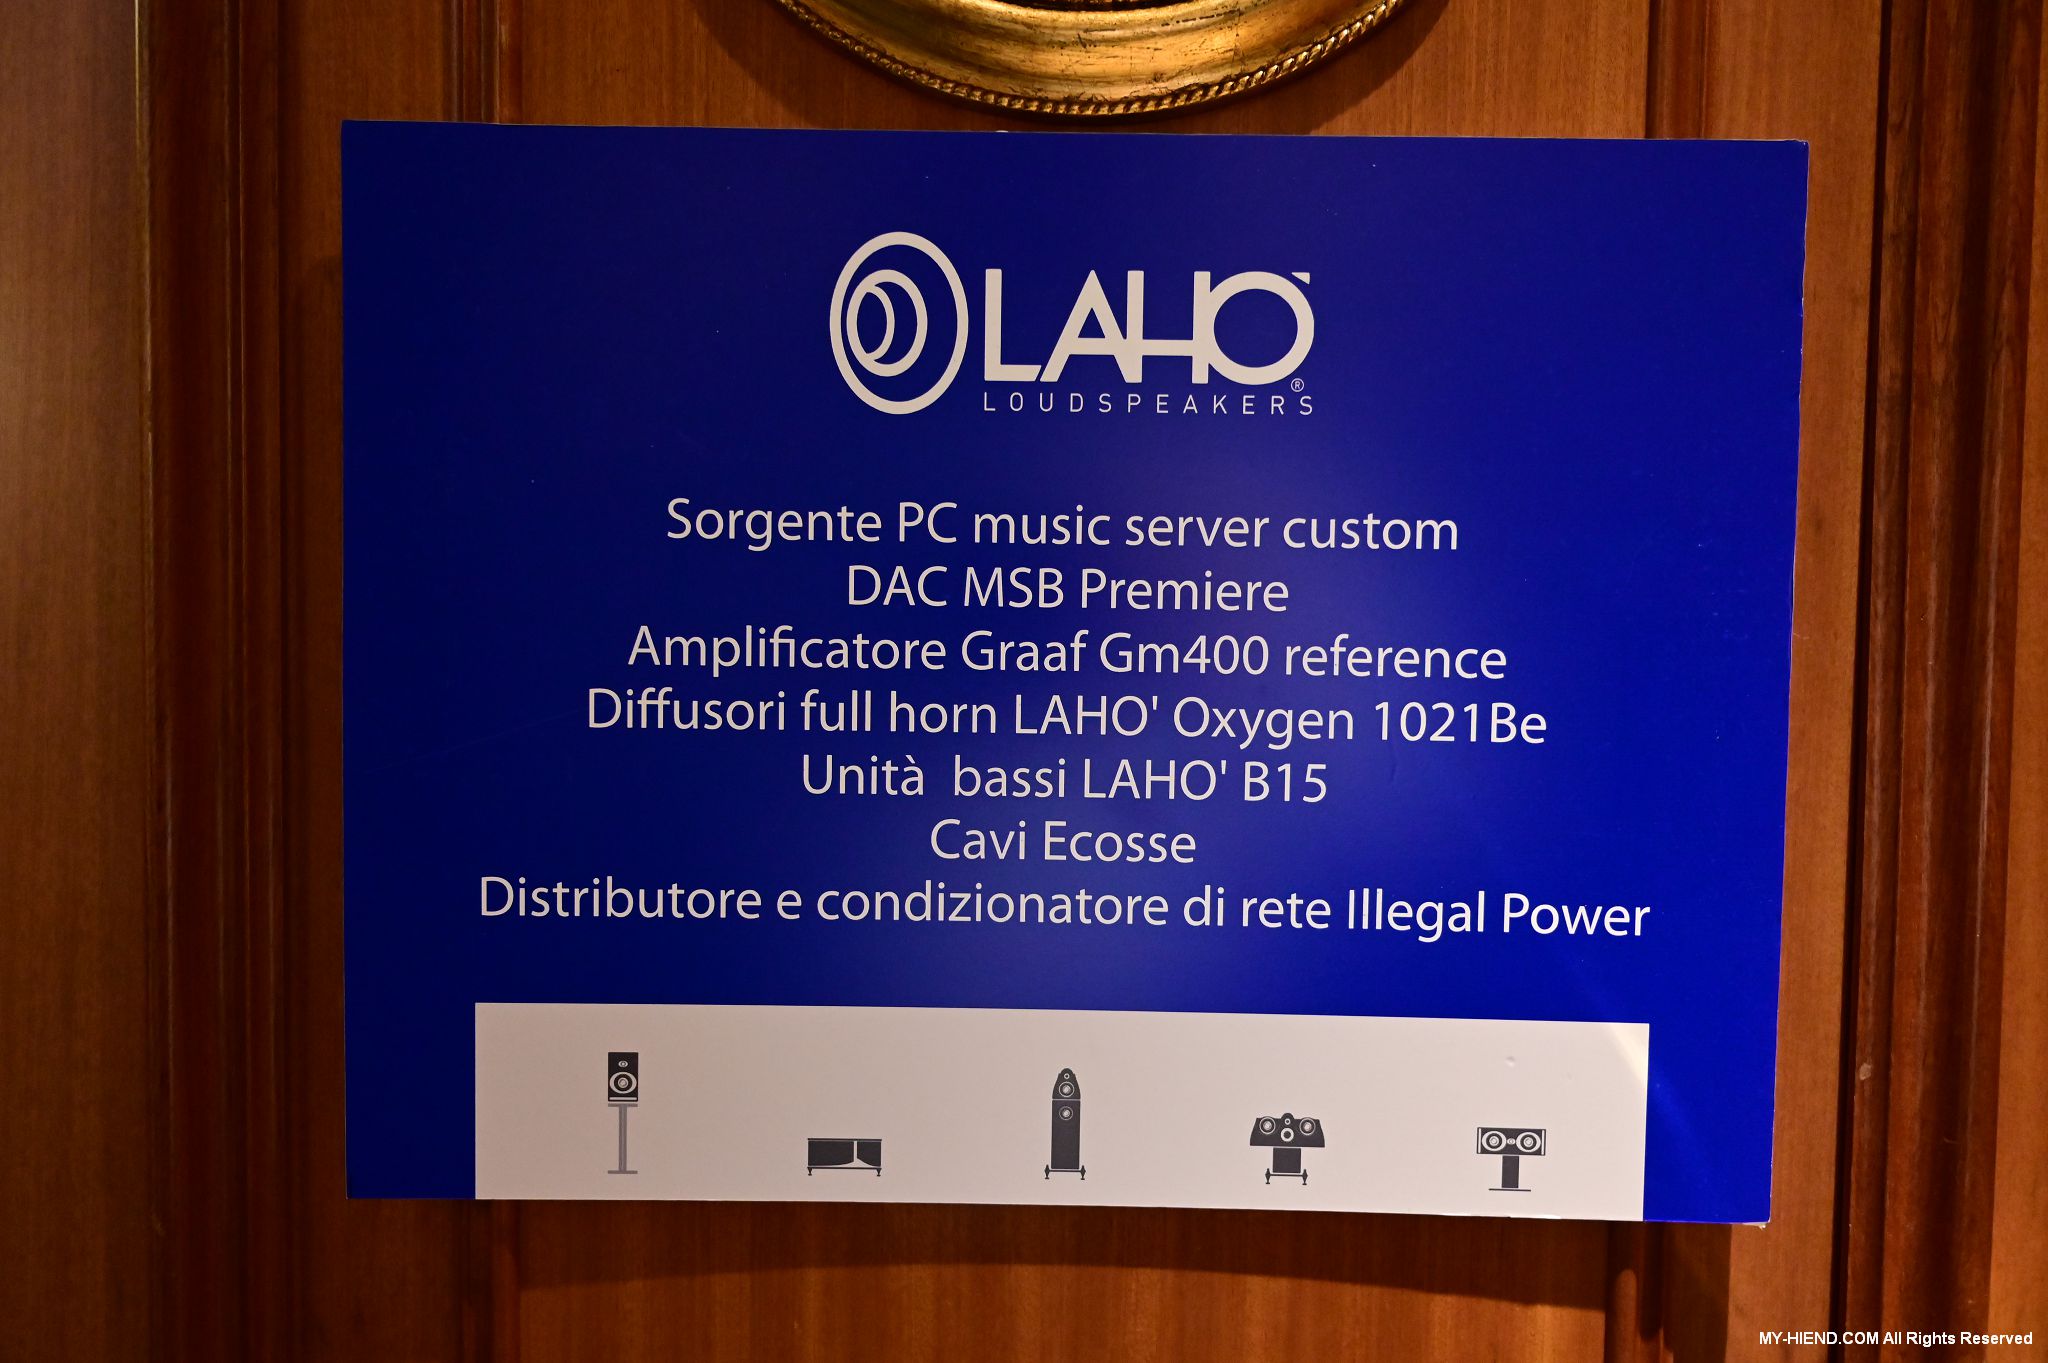 LAHÒ®
LOUDSPEAKERS
Sorgente PC music server custom
DAC MSB Premiere
Amplificatore Graaf Gm400 reference
Diffusori full horn LAHO' Oxygen 1021Be
Unità  bassi LAHO' B15
Cavi Ecosse
Distributore e condizionatore di rete Illegal Power
MY-HIEND.COM All Rights Reserved